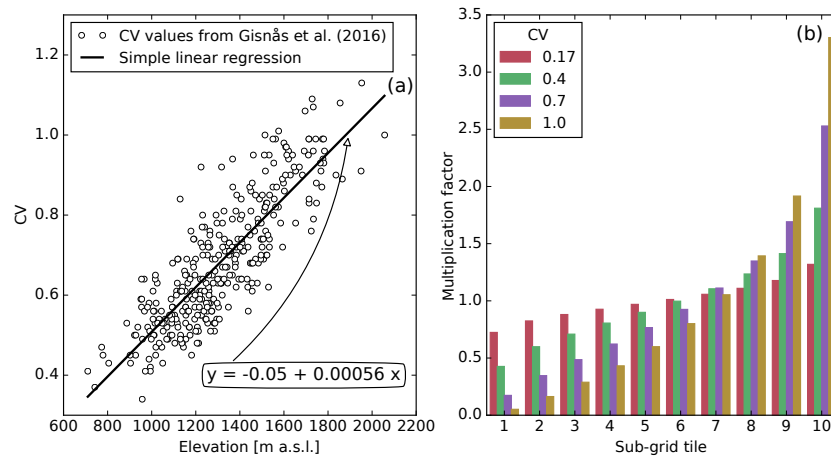 CV values from Gisnås et al. (2016)
Simple linear regression
(a)
1.3
1.2
1.0
0.8
0.6
0.4
CV
y = -0.05 + 0.00056 x
600 800 1000 1200 1400 1600 1800 2000 2200
Elevation [m a.s.l.]
CV
0.17
0.4
0.7
1.0
(b)
3.5
3.0
2.5
2.0
1.5
1.0
0.5
0.0
Multiplication factor
1 2 3 4 5 6 7 8 9 10
Sub-grid tile